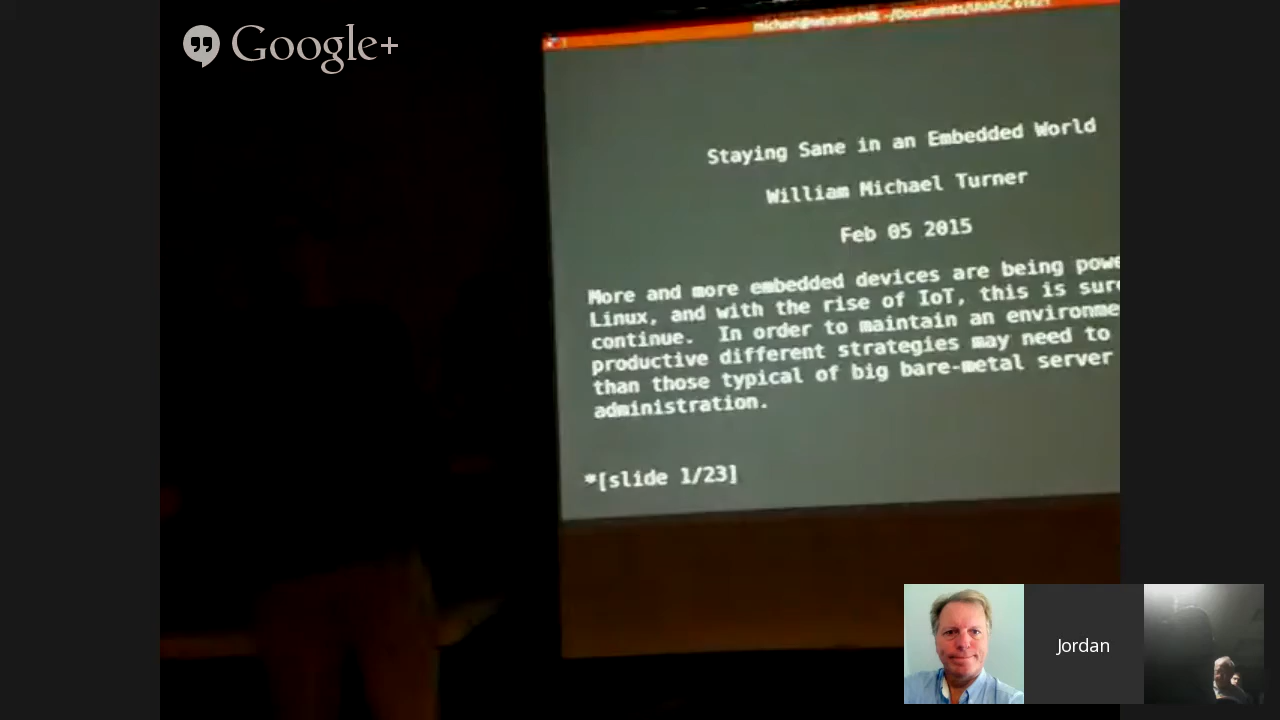 Google+
Staying Sane in an Embedded World
William Michael Turner
Feb 05 2015
More and more embedded devices are being powe
Linux, and with the rise of IoT, this is sure
continue. In order to maintain an environme
productive different strategies may need to
than those typical of big bare-metal server
administration.
*[slide 1/23]
Jordan